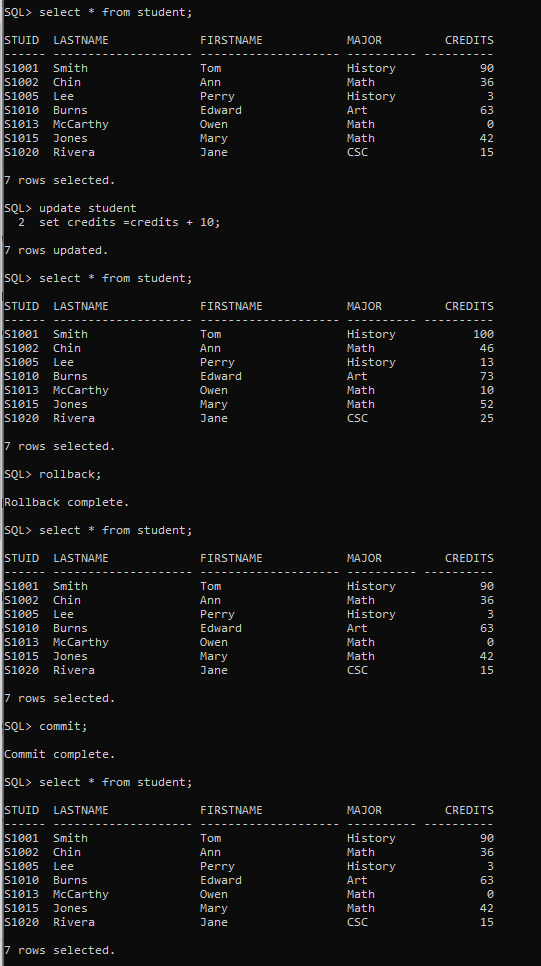 SQL> select * from student;
STUID  LASTNAME             FIRSTNAME            MAJOR         CREDITS
------ -------------------- -------------------- ---------- ----------
S1001  Smith                Tom                  History            90
S1002  Chin                 Ann                  Math               36
S1005  Lee                  Perry                History             3
S1010  Burns                Edward               Art                63
S1013  McCarthy             Owen                 Math                0
S1015  Jones                Mary                 Math               42
S1020  Rivera               Jane                 CSC                15
7 rows selected.
SQL> update student
  2  set credits =credits + 10;
7 rows updated.
SQL> select * from student;
STUID  LASTNAME             FIRSTNAME            MAJOR         CREDITS
------ -------------------- -------------------- ---------- ----------
S1001  Smith                Tom                  History           100
S1002  Chin                 Ann                  Math               46
S1005  Lee                  Perry                History            13
S1010  Burns                Edward               Art                73
S1013  McCarthy             Owen                 Math               10
S1015  Jones                Mary                 Math               52
S1020  Rivera               Jane                 CSC                25
7 rows selected.
SQL> rollback;
Rollback complete.
SQL> select * from student;
STUID  LASTNAME             FIRSTNAME            MAJOR         CREDITS
------ -------------------- -------------------- ---------- ----------
S1001  Smith                Tom                  History            90
S1002  Chin                 Ann                  Math               36
S1005  Lee                  Perry                History             3
S1010  Burns                Edward               Art                63
S1013  McCarthy             Owen                 Math                0
S1015  Jones                Mary                 Math               42
S1020  Rivera               Jane                 CSC                15
7 rows selected.
SQL> commit;
Commit complete.
SQL> select * from student;
STUID  LASTNAME             FIRSTNAME            MAJOR         CREDITS
------ -------------------- -------------------- ---------- ----------
S1001  Smith                Tom                  History            90
S1002  Chin                 Ann                  Math               36
S1005  Lee                  Perry                History             3
S1010  Burns                Edward               Art                63
S1013  McCarthy             Owen                 Math                0
S1015  Jones                Mary                 Math               42
S1020  Rivera               Jane                 CSC                15
7 rows selected.